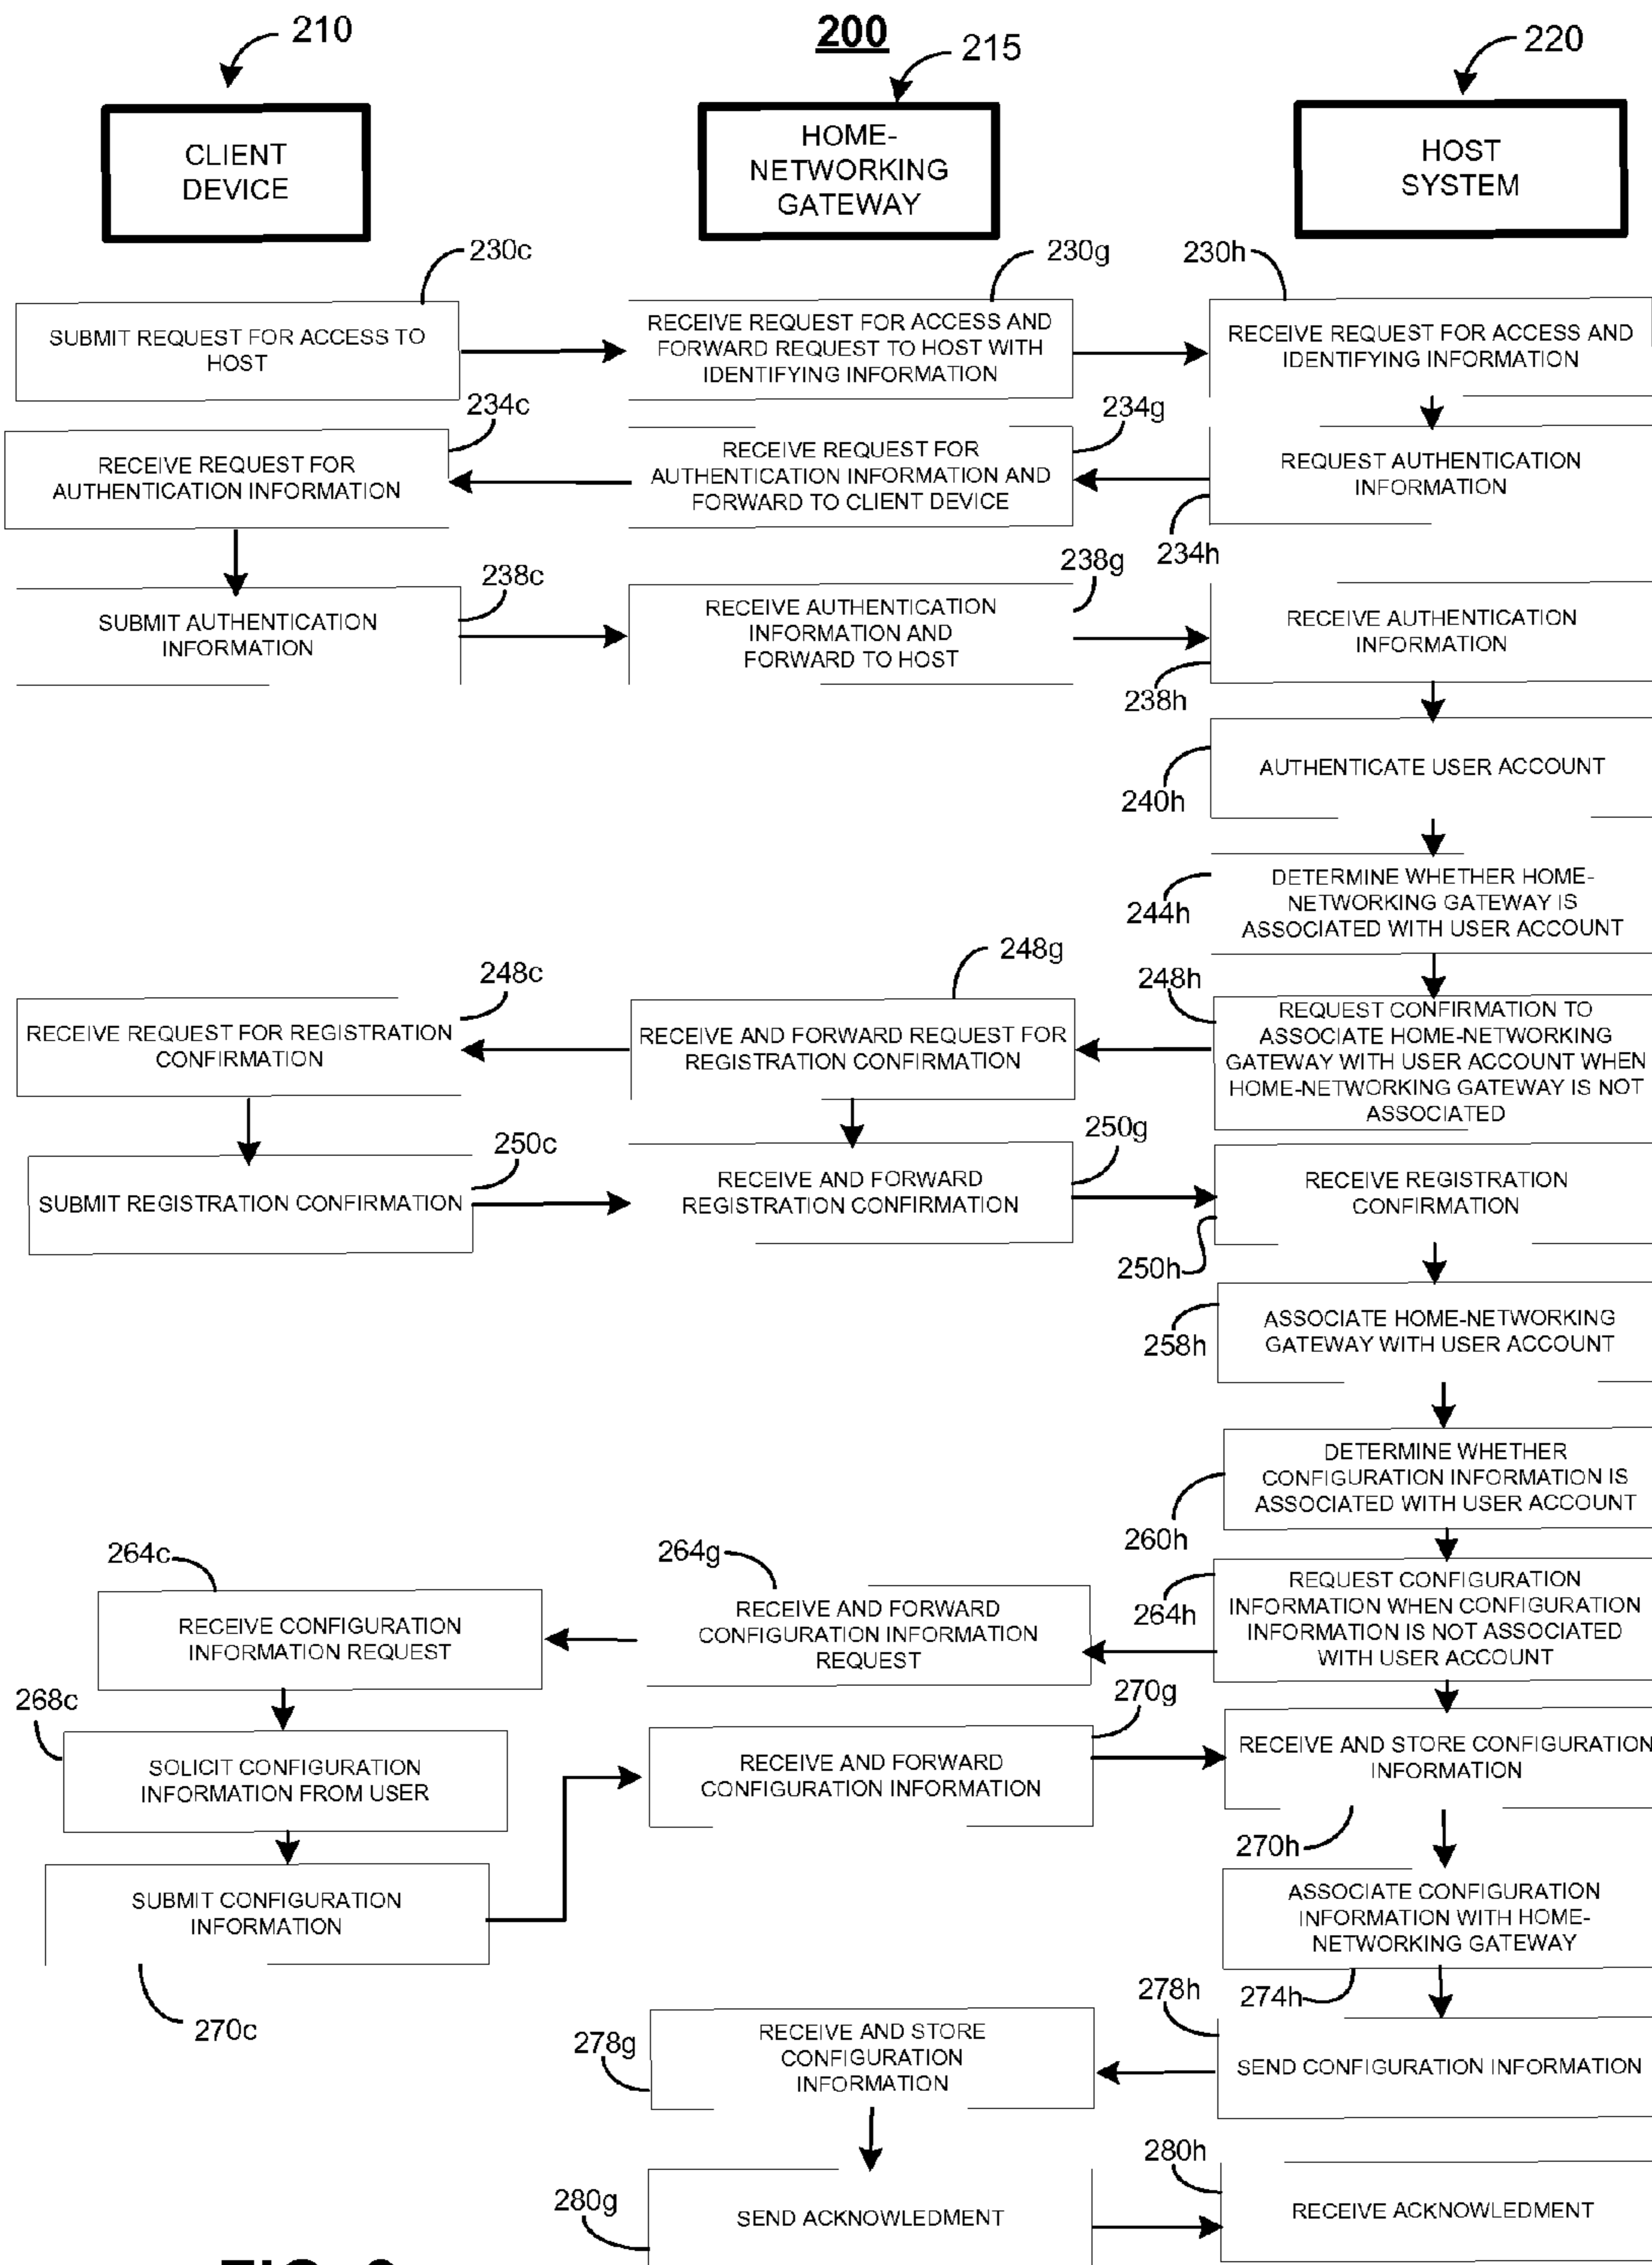 210
200
215
220
CLIENT
DEVICE
HOME-
NETWORKING
GATEWAY
HOST
SYSTEM
230c
230g
230h
SUBMIT REQUEST FOR ACCESS TO
HOST
RECEIVE REQUEST FOR ACCESS AND
FORWARD REQUEST TO HOST WITH
IDENTIFYING INFORMATION
RECEIVE REQUEST FOR ACCESS AND
IDENTIFYING INFORMATION
234c
234g
RECEIVE REQUEST FOR
AUTHENTICATION INFORMATION
RECEIVE REQUEST FOR
AUTHENTICATION INFORMATION AND
FORWARD TO CLIENT DEVICE
REQUEST AUTHENTICATION
INFORMATION
234h
238c
238g
SUBMIT AUTHENTICATION
INFORMATION
RECEIVE AUTHENTICATION
INFORMATION AND
FORWARD TO HOST
RECEIVE AUTHENTICATION
INFORMATION
238h
AUTHENTICATE USER ACCOUNT
240h
DETERMINE WHETHER HOME-
NETWORKING GATEWAY IS
ASSOCIATED WITH USER ACCOUNT
244h
248c
248g
248h
RECEIVE REQUEST FOR REGISTRATION
CONFIRMATION
RECEIVE AND FORWARD REQUEST FOR
REGISTRATION CONFIRMATION
REQUEST CONFIRMATION TO
ASSOCIATE HOME-NETWORKING
GATEWAY WITH USER ACCOUNT WHEN
HOME-NETWORKING GATEWAY IS NOT
ASSOCIATED
250c
250g
SUBMIT REGISTRATION CONFIRMATION
RECEIVE AND FORWARD
REGISTRATION CONFIRMATION
RECEIVE REGISTRATION
CONFIRMATION
250h
ASSOCIATE HOME-NETWORKING
GATEWAY WITH USER ACCOUNT
258h
DETERMINE WHETHER
CONFIGURATION INFORMATION IS
ASSOCIATED WITH USER ACCOUNT
260h
264c
264g
264h
RECEIVE CONFIGURATION
INFORMATION REQUEST
RECEIVE AND FORWARD
CONFIGURATION INFORMATION
REQUEST
REQUEST CONFIGURATION
INFORMATION WHEN CONFIGURATION
INFORMATION IS NOT ASSOCIATED
WITH USER ACCOUNT
268c
270g
SOLICIT CONFIGURATION
INFORMATION FROM USER
RECEIVE AND FORWARD
CONFIGURATION INFORMATION
RECEIVE AND STORE CONFIGURATION
INFORMATION
270h
SUBMIT CONFIGURATION
INFORMATION
270c
ASSOCIATE CONFIGURATION
INFORMATION WITH HOME-
NETWORKING GATEWAY
274h
278g
278h
RECEIVE AND STORE
CONFIGURATION
INFORMATION
SEND CONFIGURATION INFORMATION
280g
280h
SEND ACKNOWLEDMENT
RECEIVE ACKNOWLEDMENT